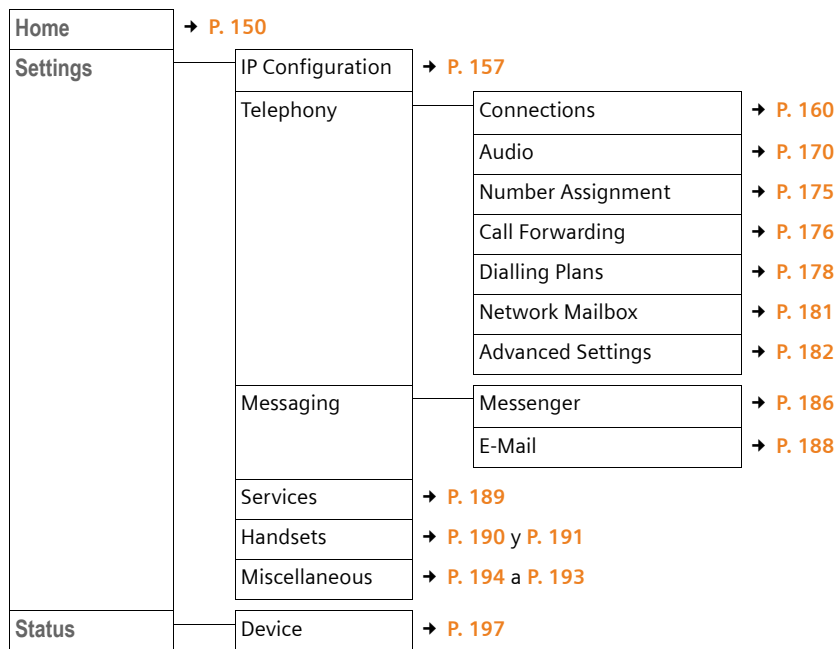 Home → P. 150
Settings IP Configuration → P. 157
Telephony Connections → P. 160
Audio → P. 170
Number Assignment → P. 175
Call Forwarding → P. 176
Dialling Plans → P. 178
Network Mailbox → P. 181
Advanced Settings → P. 182
Messaging Messenger → P. 186
E-Mail → P. 188
Services → P. 189
Handsets → P. 190 y P. 191
Miscellaneous → P. 194 a P. 193
Status Device → P. 197